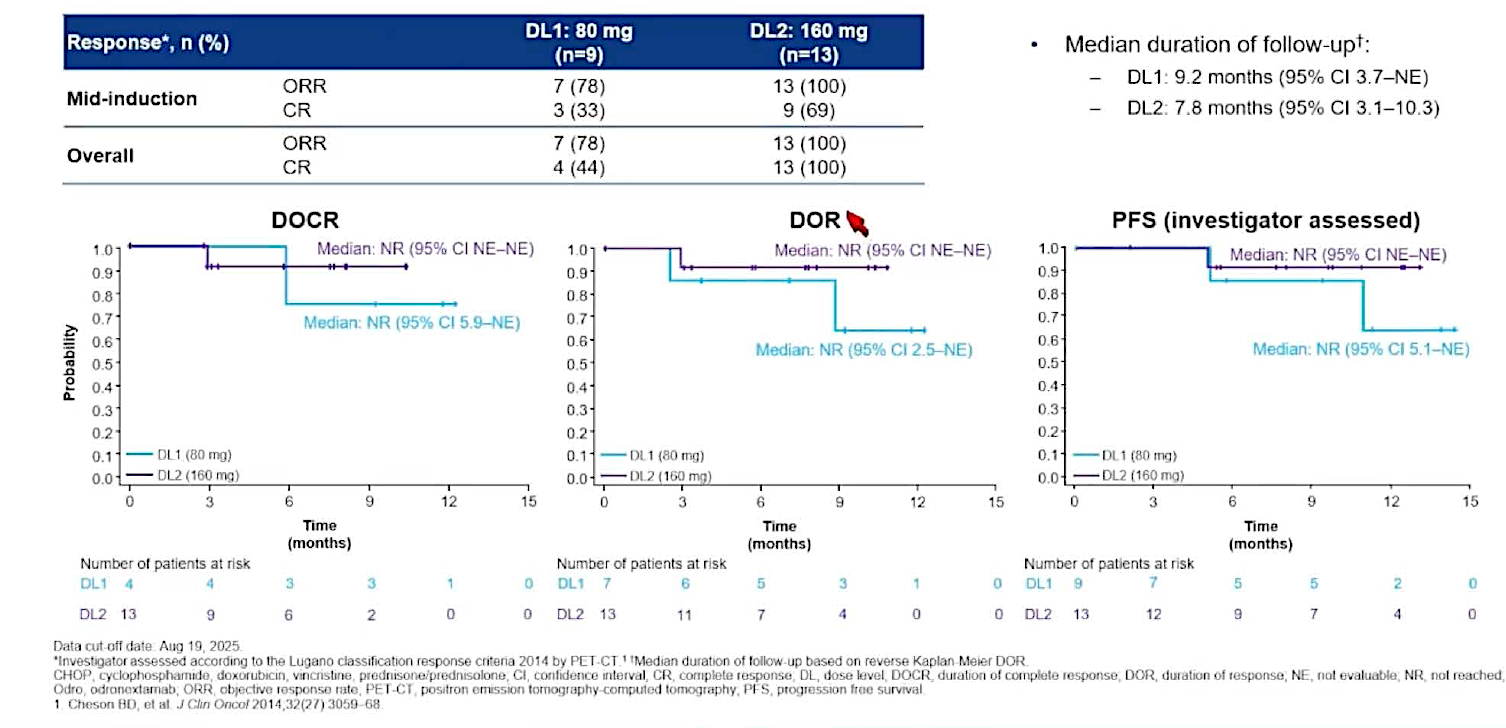 Response*, n (%) DL1: 80 mg (n=9) DL2: 160 mg (n=13)
Mid-induction
ORR 7 (78) 13 (100)
CR 3 (33) 9 (69)
Overall
ORR 7 (78) 13 (100)
CR 4 (44) 13 (100)
• Median duration of follow-up†:
– DL1: 9.2 months (95% CI 3.7–NE)
– DL2: 7.8 months (95% CI 3.1–10.3)
DOCR
Median: NR (95% CI NE–NE)
Median: NR (95% CI 5.9–NE)
Probability
1.0
0.9
0.8
0.7
0.6
0.5
0.4
0.3
0.2
0.1
0.0
DL1 (80 mg)
DL2 (160 mg)
0 3 6 9 12 15
Time
(months)
Number of patients at risk
DL1 4 4 3 3 1 0
DL2 13 9 6 2 0 0
DOR
Median: NR (95% CI NE–NE)
Median: NR (95% CI 2.5–NE)
1.0
0.9
0.8
0.7
0.6
0.5
0.4
0.3
0.2
0.1
0.0
DL1 (80 mg)
DL2 (160 mg)
0 3 6 9 12 15
Time
(months)
Number of patients at risk
DL1 7 6 5 3 1 0
DL2 13 11 7 4 0 0
PFS (investigator assessed)
Median: NR (95% CI NE–NE)
Median: NR (95% CI 5.1–NE)
1.0
0.9
0.8
0.7
0.6
0.5
0.4
0.3
0.2
0.1
0.0
DL1 (80 mg)
DL2 (160 mg)
0 3 6 9 12 15
Time
(months)
Number of patients at risk
DL1 9 7 5 5 2 0
DL2 13 12 9 7 4 0
Data cut-off date: Aug 19, 2025.
*Investigator assessed according to the Lugano classification response criteria 2014 by PET-CT.1 †Median duration of follow-up based on reverse Kaplan-Meier DOR.
CHOP, cyclophosphamide, doxorubicin, vincristine, prednisone/prednisolone; CI, confidence interval; CR, complete response; DL, dose level; DOCR, duration of complete response; DOR, duration of response; NE, not evaluable; NR, not reached;
Odro, odronextamab; ORR, objective response rate; PET-CT, positron emission tomography-computed tomography; PFS, progression free survival.
1. Cheson BD, et al. J Clin Oncol 2014;32(27) 3059–68.